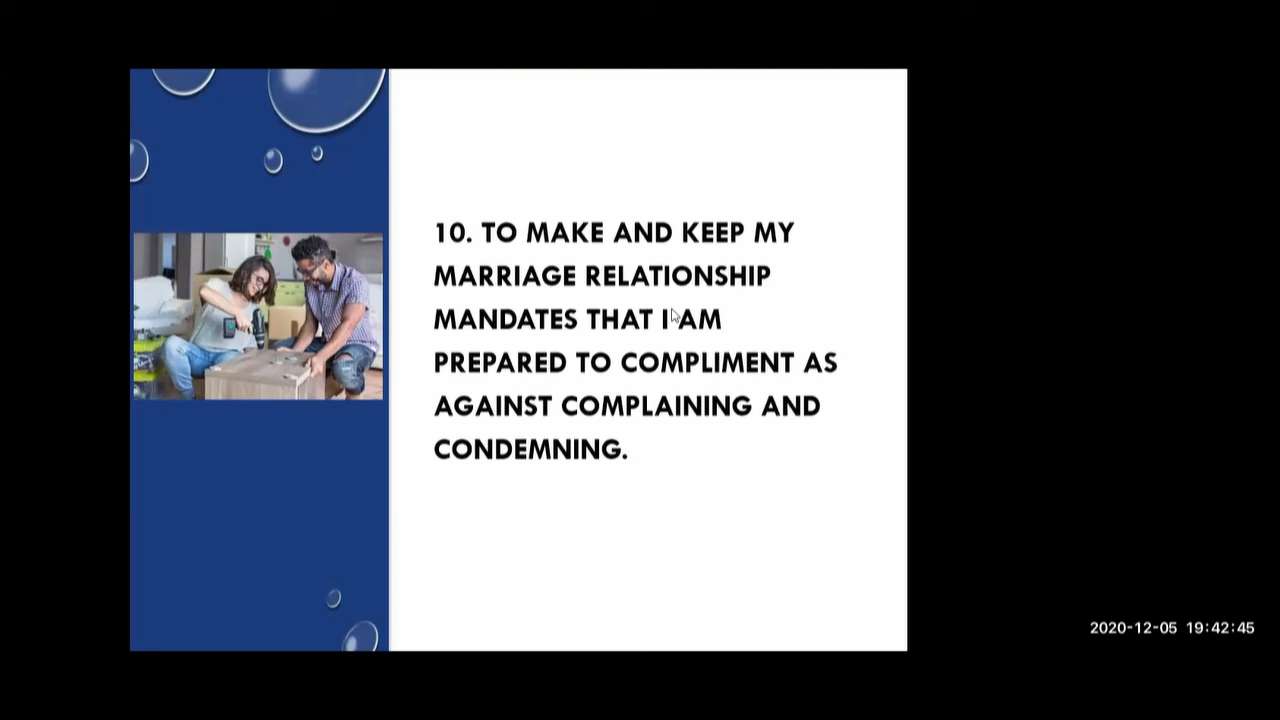 10. TO MAKE AND KEEP MY
MARRIAGE RELATIONSHIP
MANDATES THAT I AM
PREPARED TO COMPLIMENT AS
AGAINST COMPLAINING AND
CONDEMNING.
2020-12-05 19:42:45